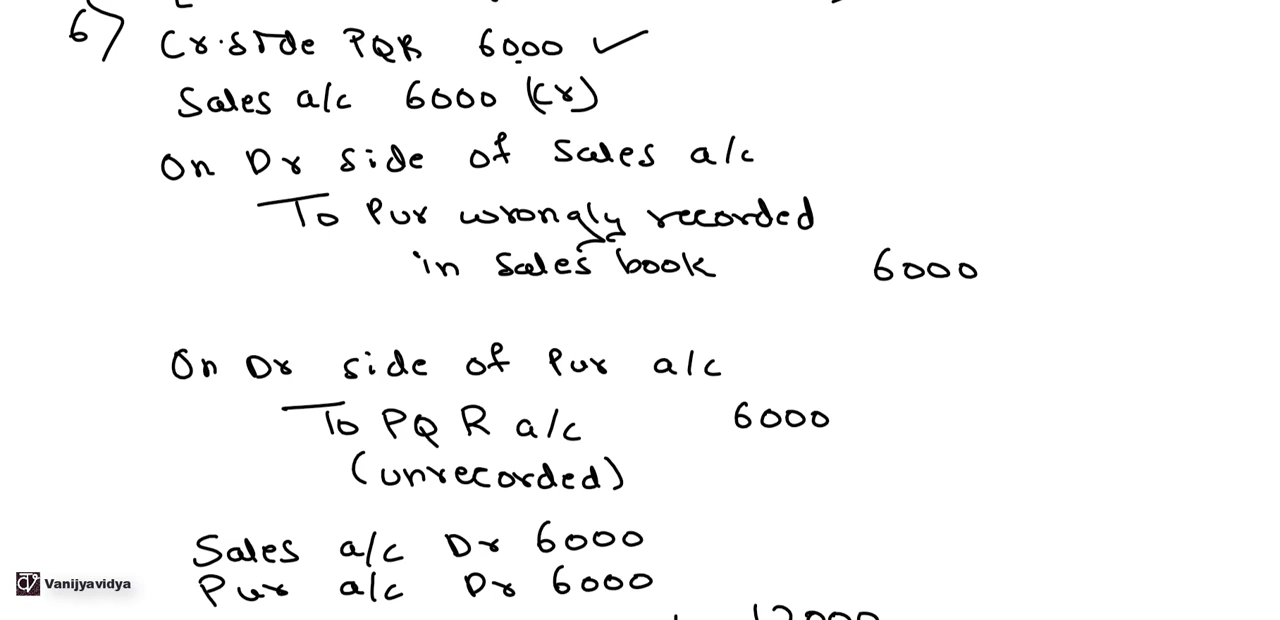 6)
Cr. side PQR 6000 ✓
Sales a/c 6000 (Cr)
On Dr side of Sales a/c
To Pur wrongly recorded
in Sales book 6000
On Dr side of Pur a/c
To PQR a/c 6000
(unrecorded)
Sales a/c Dr 6000
Pur a/c Dr 6000
12000
Vanijyavidya